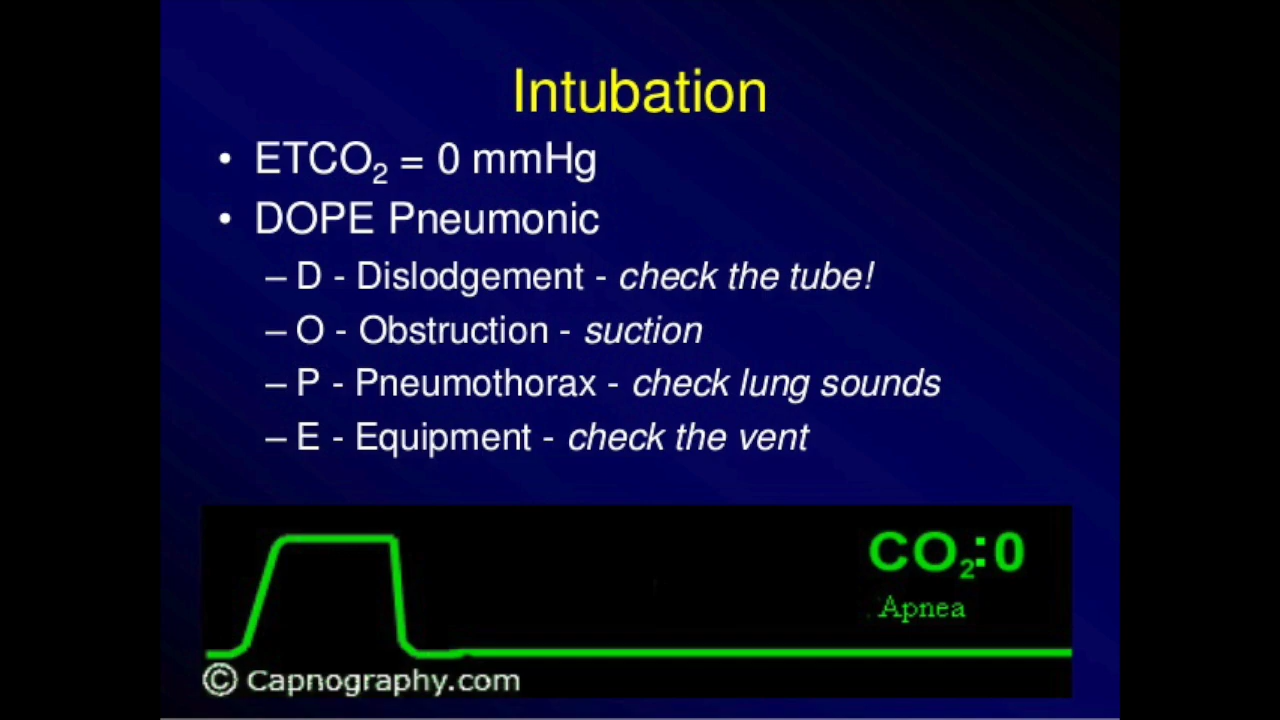 Intubation
• ETCO₂ = 0 mmHg
• DOPE Pneumonic
– D - Dislodgement - check the tube!
– O - Obstruction - suction
– P - Pneumothorax - check lung sounds
– E - Equipment - check the vent
CO₂:0
Apnea
© Capnography.com